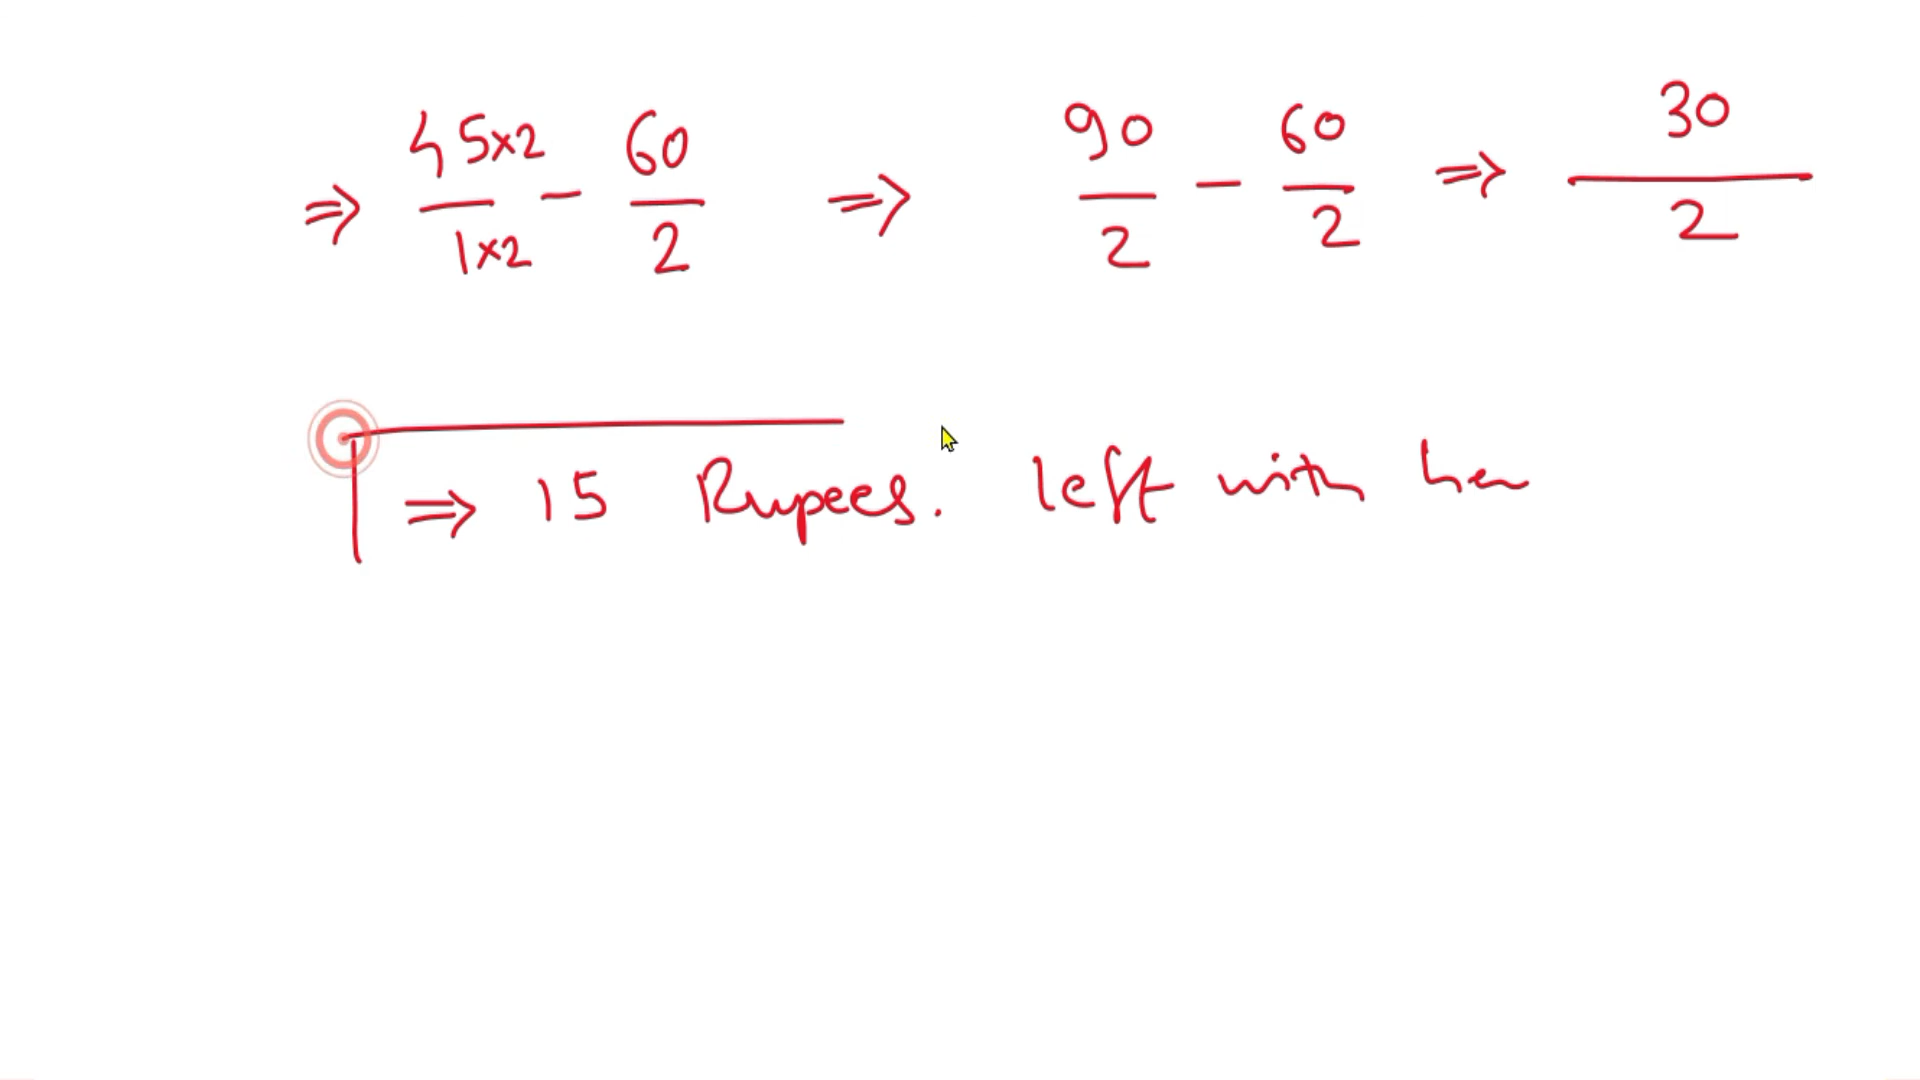 ⇒ 45×2/1×2 − 60/2 ⇒ 90/2 − 60/2 ⇒ 30/2
⇒ 15 Rupees. left with her